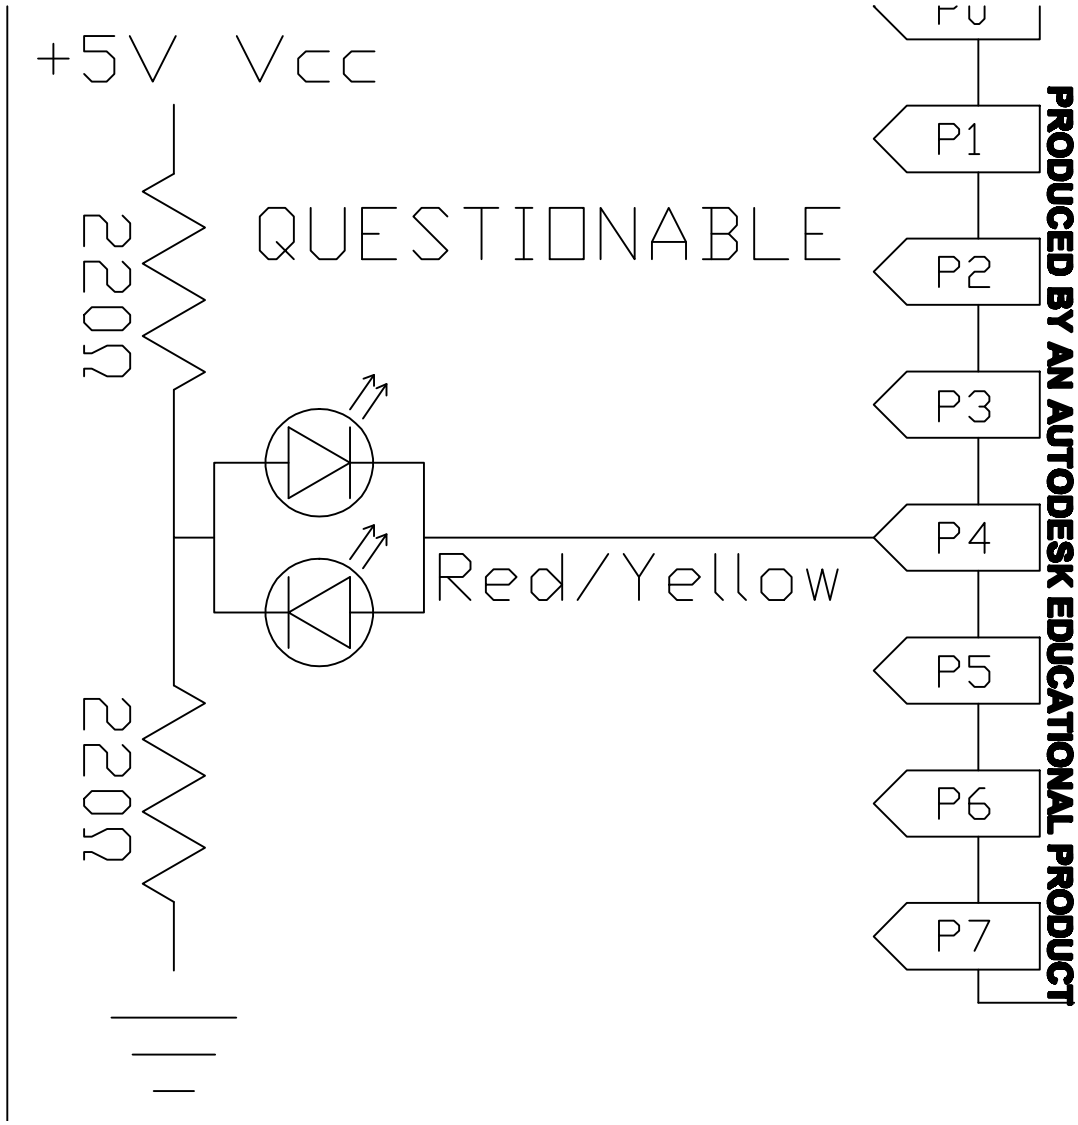 +5V Vcc
P0
P1
QUESTIONABLE
220Ω
P2
P3
P4
Red/Yellow
P5
220Ω
P6
P7
PRODUCED BY AN AUTODESK EDUCATIONAL PRODUCT